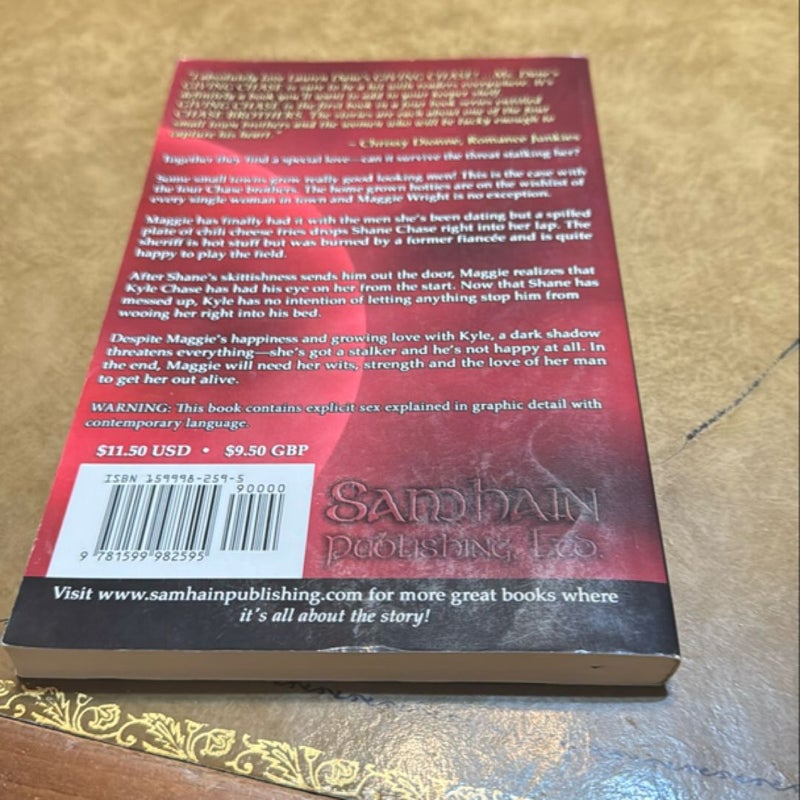 "I absolutely love Lauren Dane's GIVING CHASE! ...Ms. Dane's
GIVING CHASE is sure to be a hit with readers everywhere. It's
definitely a book you'll want to add to your keeper shelf.
GIVING CHASE is the first book in a four book series entitled
CHASE BROTHERS. The stories are each about one of the four
small town brothers and the women who will be lucky enough to
capture his heart."
~ Chrissy Dionne, Romance Junkies
Together they find a special love—can it survive the threat stalking her?
Some small towns grow really good looking men! This is the case with
the four Chase brothers. The home grown hotties are on the wishlist of
every single woman in town and Maggie Wright is no exception.
Maggie has finally had it with the men she's been dating but a spilled
plate of chili cheese fries drops Shane Chase right into her lap. The
sheriff is hot stuff but was burned by a former fiancée and is quite
happy to play the field.
After Shane's skittishness sends him out the door, Maggie realizes that
Kyle Chase has had his eye on her from the start. Now that Shane has
messed up, Kyle has no intention of letting anything stop him from
wooing her right into his bed.
Despite Maggie's happiness and growing love with Kyle, a dark shadow
threatens everything—she's got a stalker and he's not happy at all. In
the end, Maggie will need her wits, strength and the love of her man
to get her out alive.
WARNING: This book contains explicit sex explained in graphic detail with
contemporary language.
$11.50 USD • $9.50 GBP
ISBN 159998-259-5
90000
9 781599 982595
SAMHAIN
PUBLISHING, LTD.
Visit www.samhainpublishing.com for more great books where
it's all about the story!